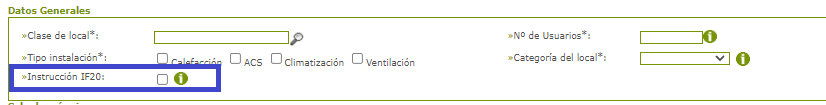 Datos Generales
»Clase de local*: »Nº de Usuarios*:
»Tipo instalación*: Calefacción ACS Climatización Ventilación »Categoría del local*:
»Instrucción IF20: